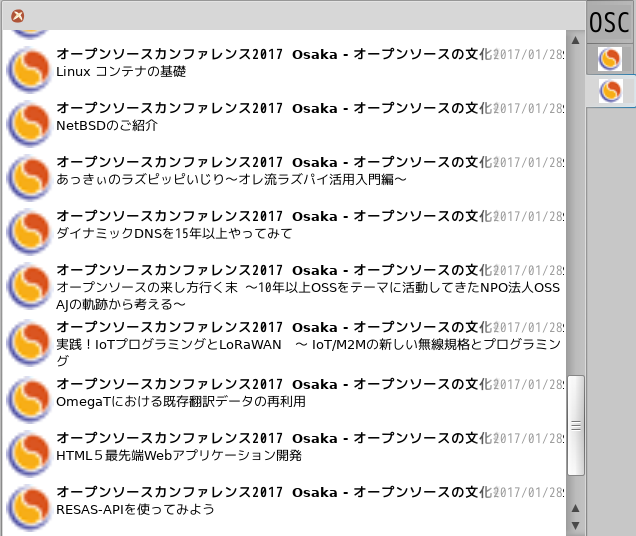 OSC
オープンソースカンファレンス2017 Osaka - オープンソースの文化 2017/01/28
Linux コンテナの基礎
オープンソースカンファレンス2017 Osaka - オープンソースの文化 2017/01/28
NetBSDのご紹介
オープンソースカンファレンス2017 Osaka - オープンソースの文化 2017/01/28
あっきぃのラズピッピいじり〜オレ流ラズパイ活用入門編〜
オープンソースカンファレンス2017 Osaka - オープンソースの文化 2017/01/28
ダイナミックDNSを15年以上やってみて
オープンソースカンファレンス2017 Osaka - オープンソースの文化 2017/01/28
オープンソースの来し方行く末 〜10年以上OSSをテーマに活動してきたNPO法人OSS
AJの軌跡から考える〜
オープンソースカンファレンス2017 Osaka - オープンソースの文化 2017/01/28
実践！IoTプログラミングとLoRaWAN　〜 IoT/M2Mの新しい無線規格とプログラミン
グ
オープンソースカンファレンス2017 Osaka - オープンソースの文化 2017/01/28
OmegaTにおける既存翻訳データの再利用
オープンソースカンファレンス2017 Osaka - オープンソースの文化 2017/01/28
HTML５最先端Webアプリケーション開発
オープンソースカンファレンス2017 Osaka - オープンソースの文化 2017/01/28
RESAS-APIを使ってみよう